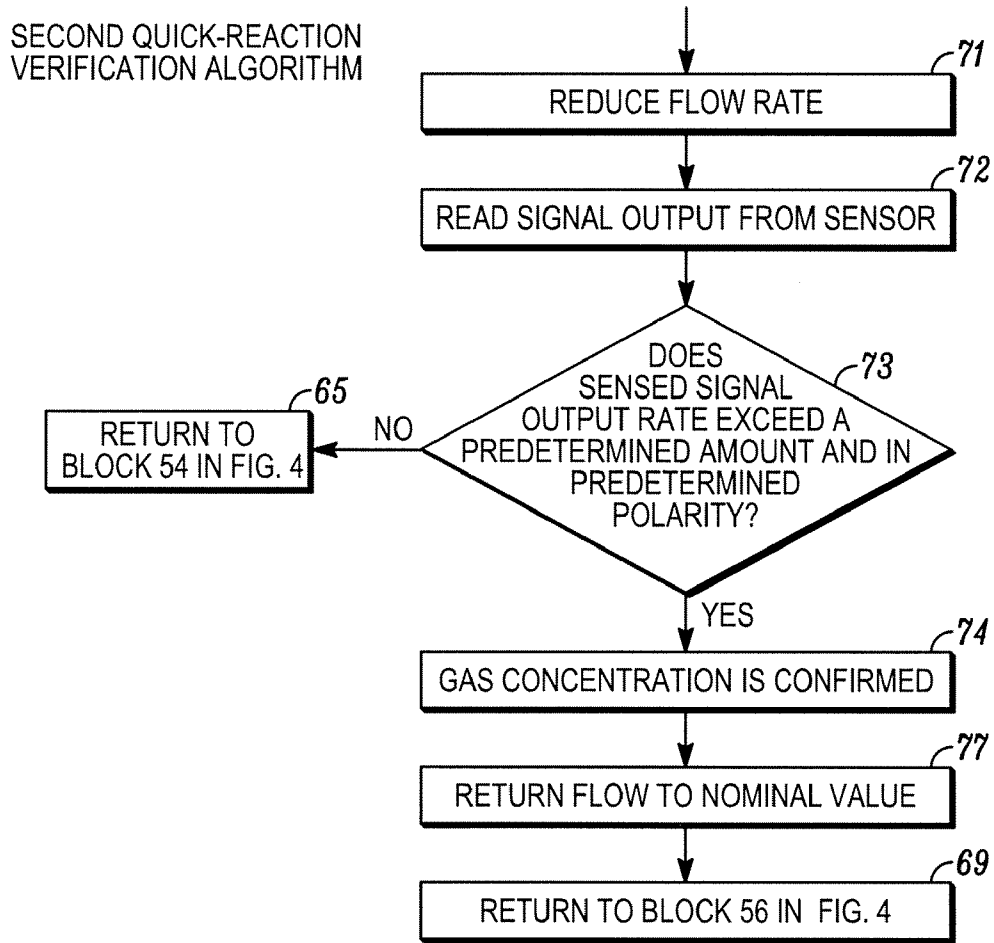 SECOND QUICK-REACTION
VERIFICATION ALGORITHM
71
REDUCE FLOW RATE
72
READ SIGNAL OUTPUT FROM SENSOR
73
DOES
SENSED SIGNAL
OUTPUT RATE EXCEED A
PREDETERMINED AMOUNT AND IN
PREDETERMINED
POLARITY?
NO
65
RETURN TO
BLOCK 54 IN FIG. 4
YES
74
GAS CONCENTRATION IS CONFIRMED
77
RETURN FLOW TO NOMINAL VALUE
69
RETURN TO BLOCK 56 IN FIG. 4